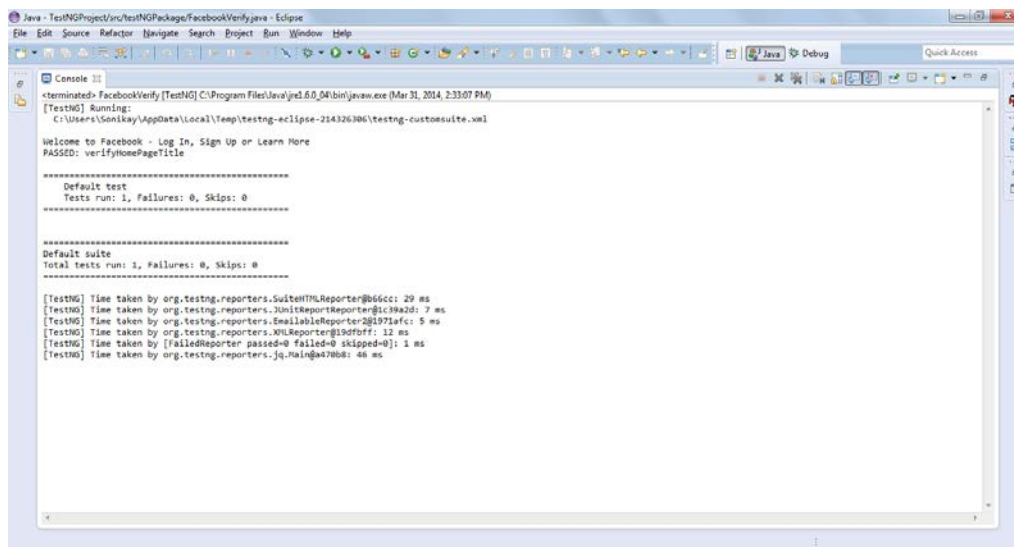 Java - TestNGProject/src/testNGPackage/FacebookVerify.java - Eclipse
File Edit Source Refactor Navigate Search Project Run Window Help
Java Debug Quick Access
Console
<terminated> FacebookVerify [TestNG] C:\Program Files\Java\jre1.6.0_04\bin\javaw.exe (Mar 31, 2014, 2:33:07 PM)
[TestNG] Running:
C:\Users\Sonikay\AppData\Local\Temp\testng-eclipse-214326306\testng-customsuite.xml
Welcome to Facebook - Log In, Sign Up or Learn More
PASSED: verifyHomePageTitle
===============================================
Default test
Tests run: 1, Failures: 0, Skips: 0
===============================================
===============================================
Default suite
Total tests run: 1, Failures: 0, Skips: 0
===============================================
[TestNG] Time taken by org.testng.reporters.SuiteHTMLReporter@b66cc: 29 ms
[TestNG] Time taken by org.testng.reporters.JUnitReportReporter@1c39a2d: 7 ms
[TestNG] Time taken by org.testng.reporters.EmailableReporter2@1971afc: 5 ms
[TestNG] Time taken by org.testng.reporters.XMLReporter@19dfbff: 12 ms
[TestNG] Time taken by [FailedReporter passed=0 failed=0 skipped=0]: 1 ms
[TestNG] Time taken by org.testng.reporters.jq.Main@a470b8: 46 ms